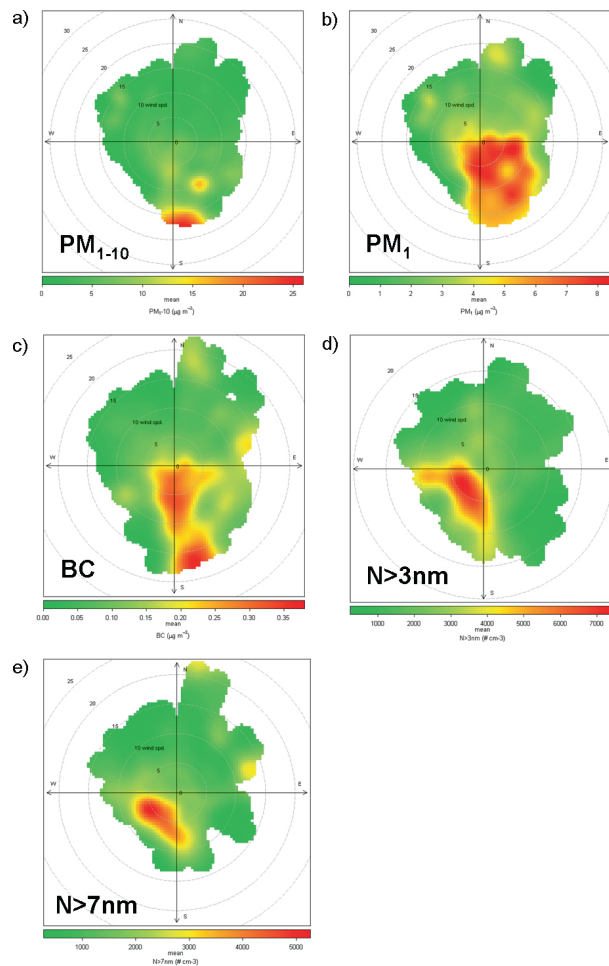 a)
30
25
20
15
10 wind spd.
5
0
N
W
E
S
PM1-10
0 5 10 15 20 25
mean
PM1-10 (µg m−3)
b)
30
25
20
15
10 wind spd.
5
0
N
W
E
S
PM1
0 2 4 6 8
mean
PM1 (µg m−3)
c)
20
15
10 wind spd.
5
0
N
W
E
S
BC
0.00 0.05 0.10 0.15 0.20 0.25 0.30 0.35
mean
BC (µg m−3)
d)
20
15
10 wind spd.
5
0
N
W
E
S
N>3nm
1000 2000 3000 4000 5000 6000 7000
mean
N>3nm (# cm-3)
e)
25
20
15
10 wind spd.
5
0
N
W
E
S
N>7nm
1000 2000 3000 4000 5000
mean
N>7nm (# cm-3)